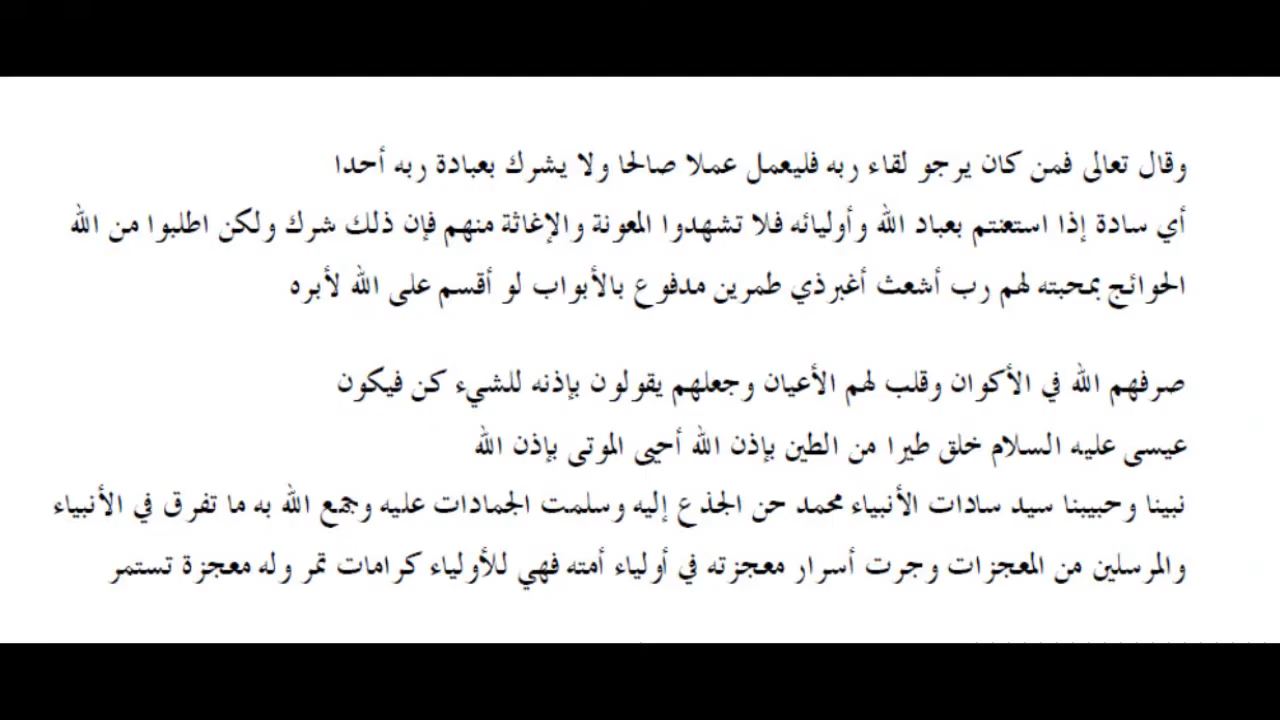 وقال تعالى فمن كان يرجو لقاء ربه فليعمل عملا صالحا ولا يشرك بعبادة ربه أحدا
أي سادة إذا استعنتم بعباد الله وأوليائه فلا تشهدوا المعونة والإغاثة منهم فإن ذلك شرك ولكن اطلبوا من الله
الحوائج بمحبته لهم رب أشعث أغبرذي طمرين مدفوع بالأبواب لو أقسم على الله لأبره
صرفهم الله في الأكوان وقلب لهم الأعيان وجعلهم يقولون بإذنه للشيء كن فيكون
عيسى عليه السلام خلق طيرا من الطين بإذن الله أحيى الموتى بإذن الله
نبينا وحبيبنا سيد سادات الأنبياء محمد حن الجذع إليه وسلمت الجمادات عليه وجمع الله به ما تفرق في الأنبياء
والمرسلين من المعجزات وجرت أسرار معجزته في أولياء أمته فهي للأولياء كرامات تمر وله معجزة تستمر